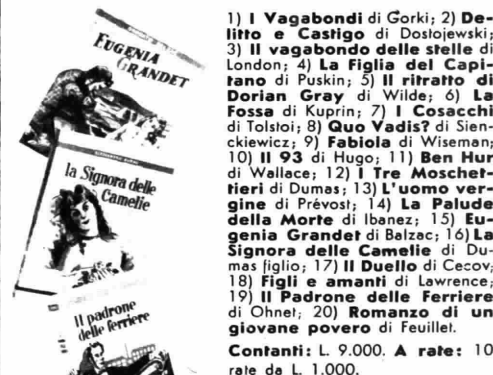 EUGENIA
GRANDET
la Signora delle
Camelie
Il padrone
delle ferriere
1) I Vagabondi di Gorki; 2) De-
litto e Castigo di Dostojewski;
3) Il vagabondo delle stelle di
London; 4) La Figlia del Capi-
tano di Puskin; 5) Il ritratto di
Dorian Gray di Wilde; 6) La
Fossa di Kuprin; 7) I Cosacchi
di Tolstoi; 8) Quo Vadis? di Sien-
ckiewicz; 9) Fabiola di Wiseman;
10) Il 93 di Hugo; 11) Ben Hur
di Wallace; 12) I Tre Moschet-
tieri di Dumas; 13) L'uomo ver-
gine di Prévost; 14) La Palude
della Morte di Ibanez; 15) Eu-
genia Grandet di Balzac; 16) La
Signora delle Camelie di Du-
mas figlio; 17) Il Duello di Cecov;
18) Figli e amanti di Lawrence;
19) Il Padrone delle Ferriere
di Ohnet; 20) Romanzo di un
giovane povero di Feuillet.
Contanti: L. 9.000. A rate: 10
rate da L. 1.000.